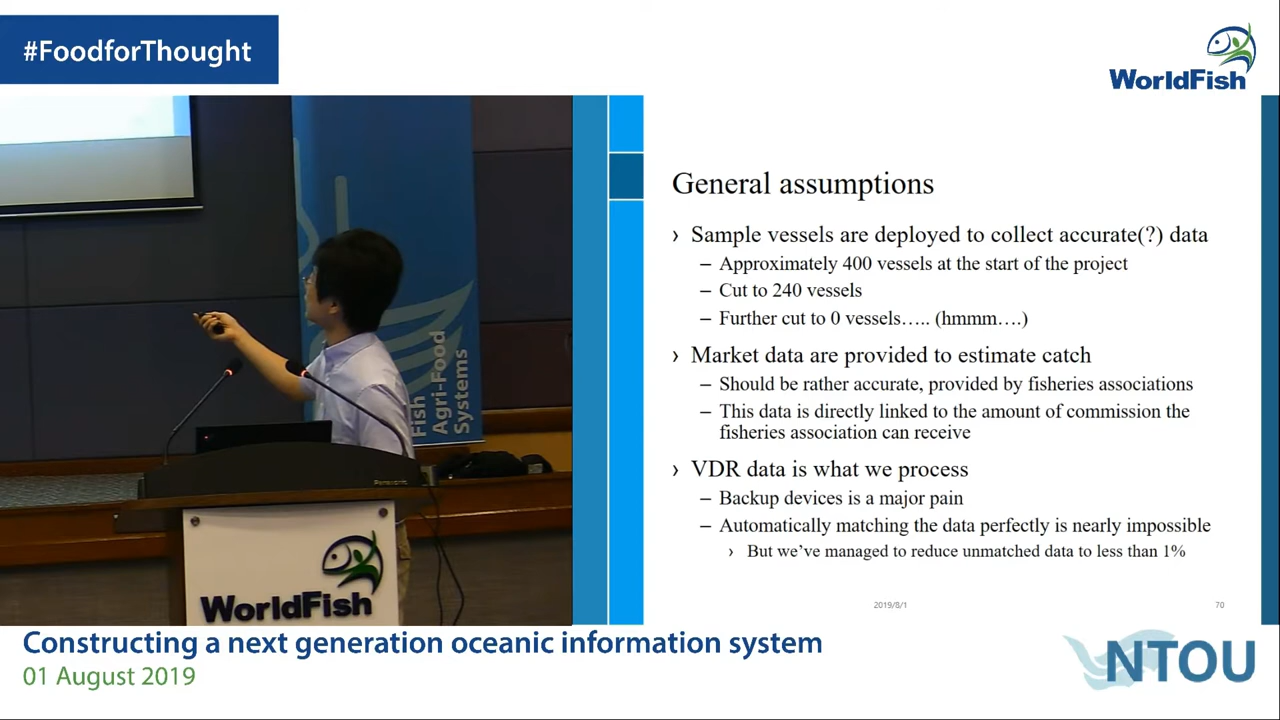 #FoodforThought
WorldFish
General assumptions
› Sample vessels are deployed to collect accurate(?) data
– Approximately 400 vessels at the start of the project
– Cut to 240 vessels
– Further cut to 0 vessels….. (hmmm….)
› Market data are provided to estimate catch
– Should be rather accurate, provided by fisheries associations
– This data is directly linked to the amount of commission the
fisheries association can receive
› VDR data is what we process
– Backup devices is a major pain
– Automatically matching the data perfectly is nearly impossible
› But we’ve managed to reduce unmatched data to less than 1%
2019/8/1
70
Fish
Agri-Food
Systems
Panasonic
WorldFish
Constructing a next generation oceanic information system
01 August 2019
NTOU